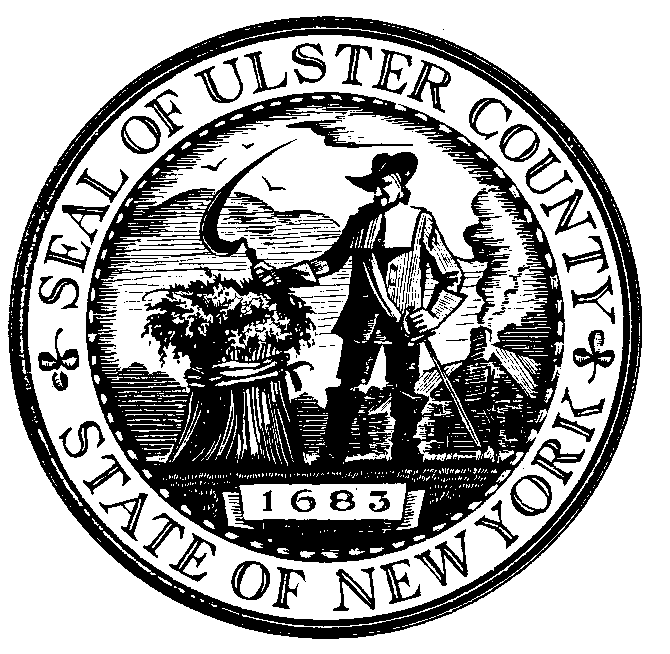 SEAL OF ULSTER COUNTY
STATE OF NEW YORK
1683